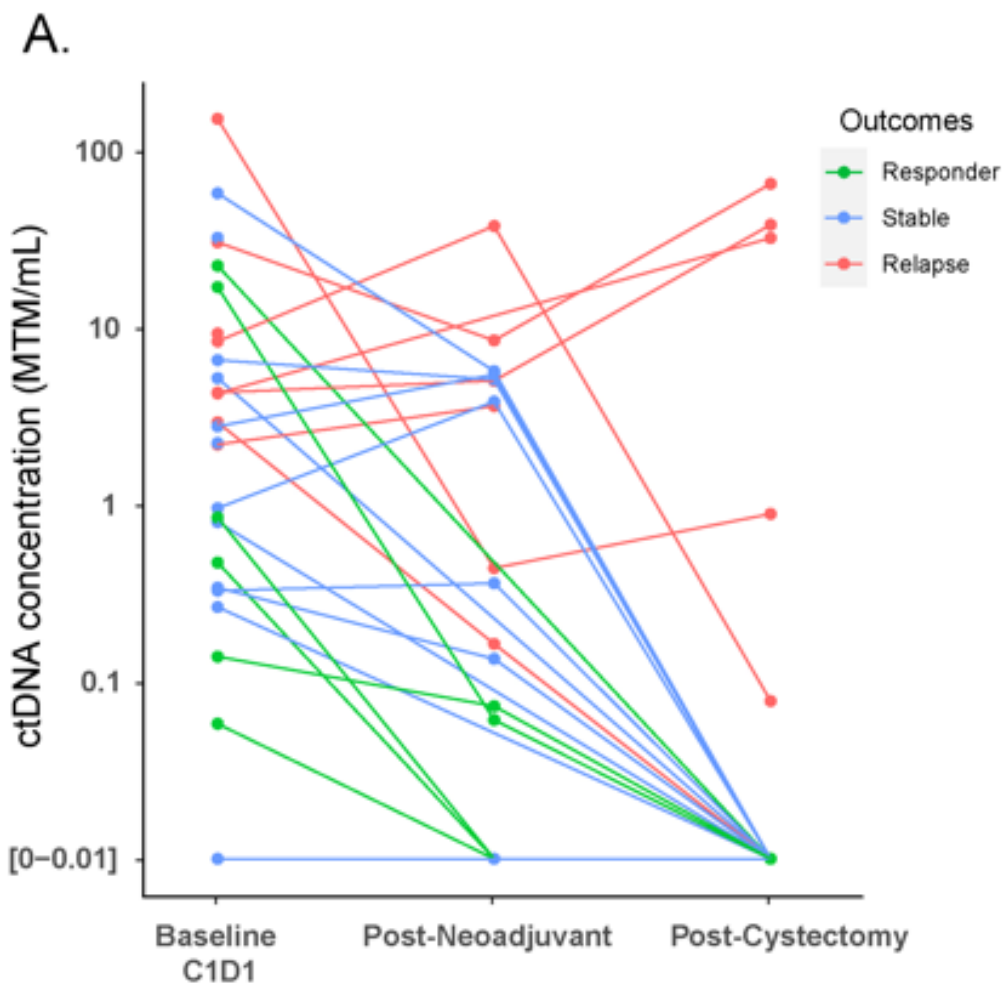 A.
ctDNA concentration (MTM/mL)
100
10
1
0.1
[0−0.01]
Baseline
C1D1
Post-Neoadjuvant
Post-Cystectomy
Outcomes
Responder
Stable
Relapse